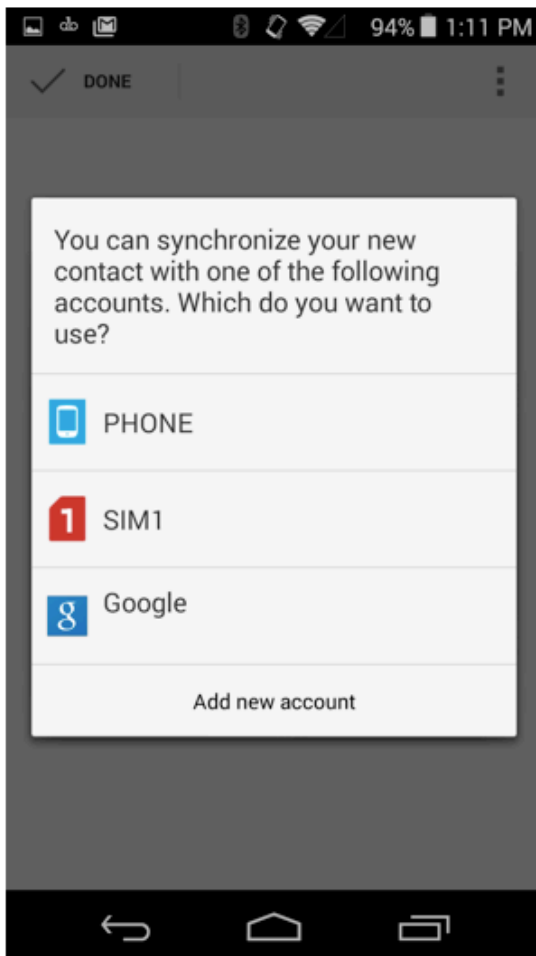 94% 1:11 PM
DONE
You can synchronize your new
contact with one of the following
accounts. Which do you want to
use?
PHONE
1 SIM1
g Google
Add new account